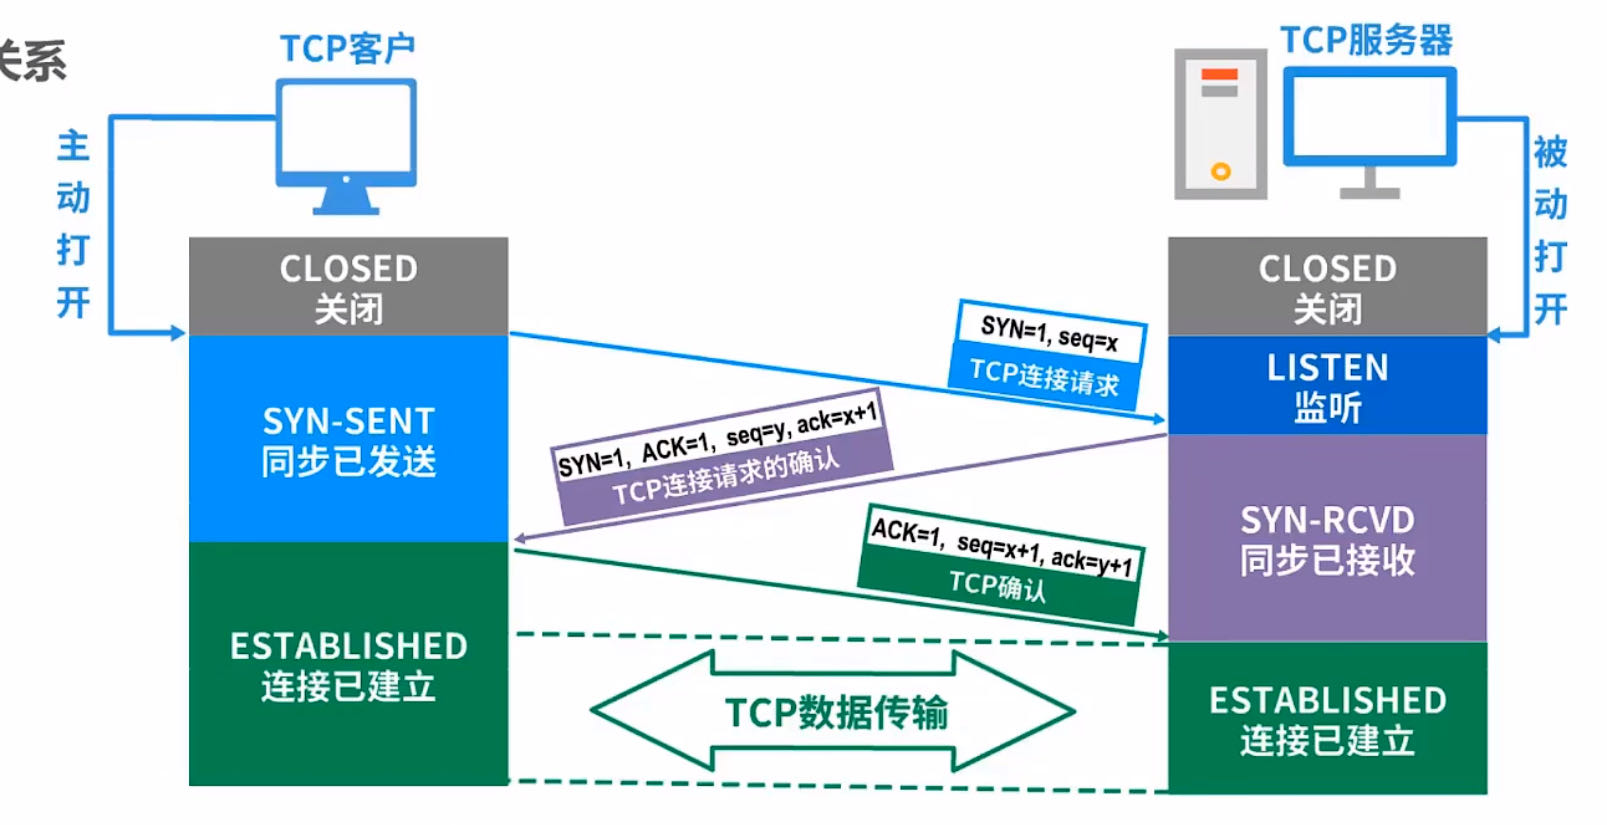 关系
TCP客户
TCP服务器
主动打开
被动打开
CLOSED
关闭
CLOSED
关闭
SYN=1, seq=x
TCP连接请求
LISTEN
监听
SYN-SENT
同步已发送
SYN=1, ACK=1, seq=y, ack=x+1
TCP连接请求的确认
ACK=1, seq=x+1, ack=y+1
TCP确认
SYN-RCVD
同步已接收
ESTABLISHED
连接已建立
TCP数据传输
ESTABLISHED
连接已建立